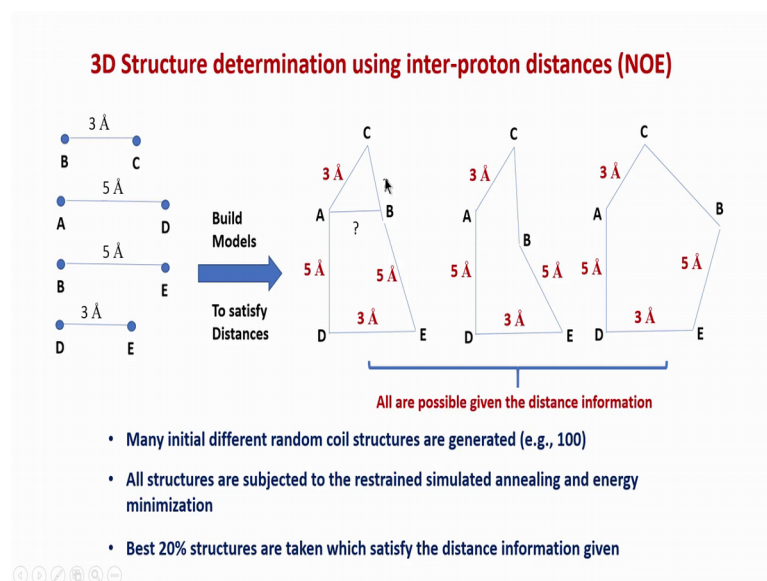 3D Structure determination using inter-proton distances (NOE)
3 Å
B C
5 Å
A D
5 Å
B E
3 Å
D E
Build
Models
To satisfy
Distances
C
3 Å
A B
?
5 Å 5 Å
3 Å
D E
C
3 Å
A
B
5 Å 5 Å
3 Å
D E
C
3 Å
A B
5 Å 5 Å
3 Å
D E
All are possible given the distance information
• Many initial different random coil structures are generated (e.g., 100)
• All structures are subjected to the restrained simulated annealing and energy
minimization
• Best 20% structures are taken which satisfy the distance information given